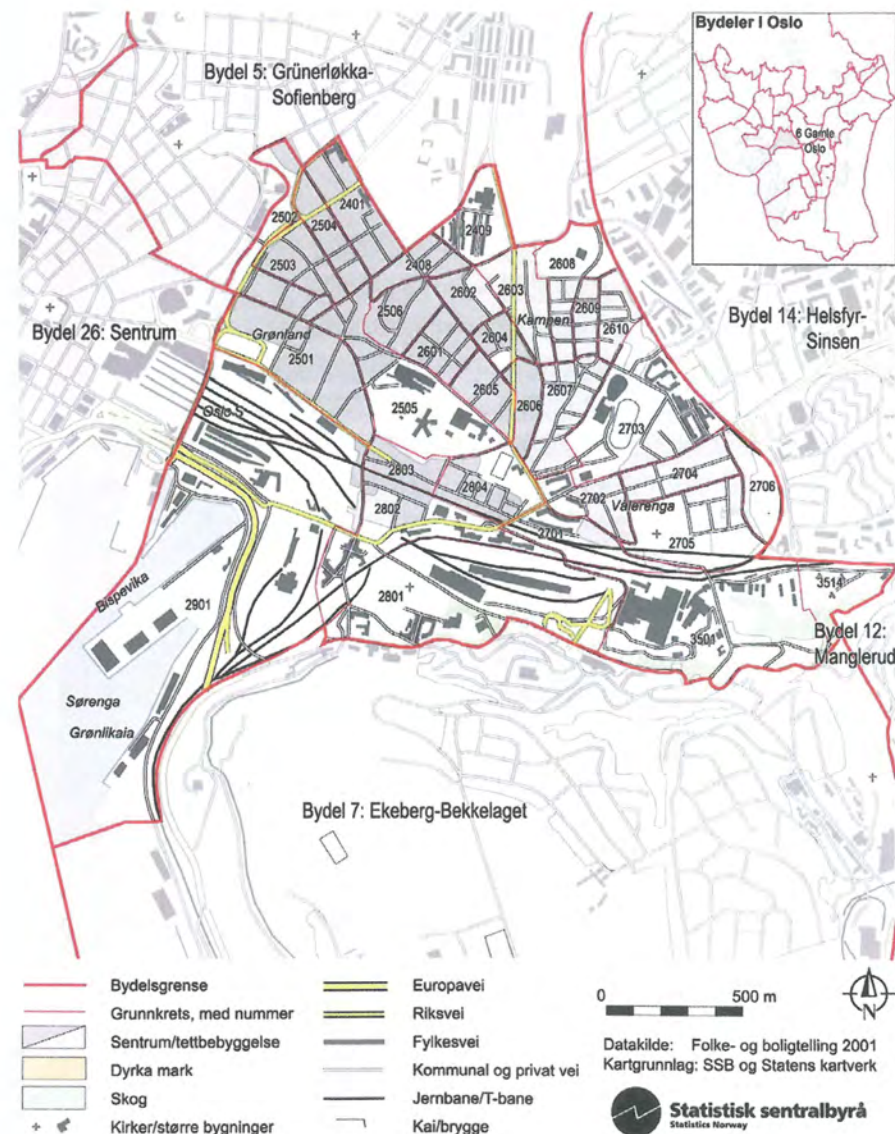 Bydeler i Oslo
6 Gamle
Oslo
Bydel 5: Grünerløkka-
Sofienberg
Bydel 26: Sentrum
Bydel 14: Helsfyr-
Sinsen
2401
2502
2504
2409
2503
2408
2603
2608
2602
2506
2609
Kampen
2610
Grønland
2604
2501
2601
2605
2607
2606
Oslo S
2505
2703
2803
2704
2804
2706
2702
Vålerenga
2802
2701
2705
Bispevika
2901
2801
3514
3501
Bydel 12:
Manglerud
Sørenga
Grønlikaia
Bydel 7: Ekeberg-Bekkelaget
Bydelsgrense
Grunnkrets, med nummer
Sentrum/tettbebyggelse
Dyrka mark
Skog
Kirker/større bygninger
Europavei
Riksvei
Fylkesvei
Kommunal og privat vei
Jernbane/T-bane
Kai/brygge
0 500 m
N
Datakilde: Folke- og boligtelling 2001
Kartgrunnlag: SSB og Statens kartverk
Statistisk sentralbyrå
Statistics Norway